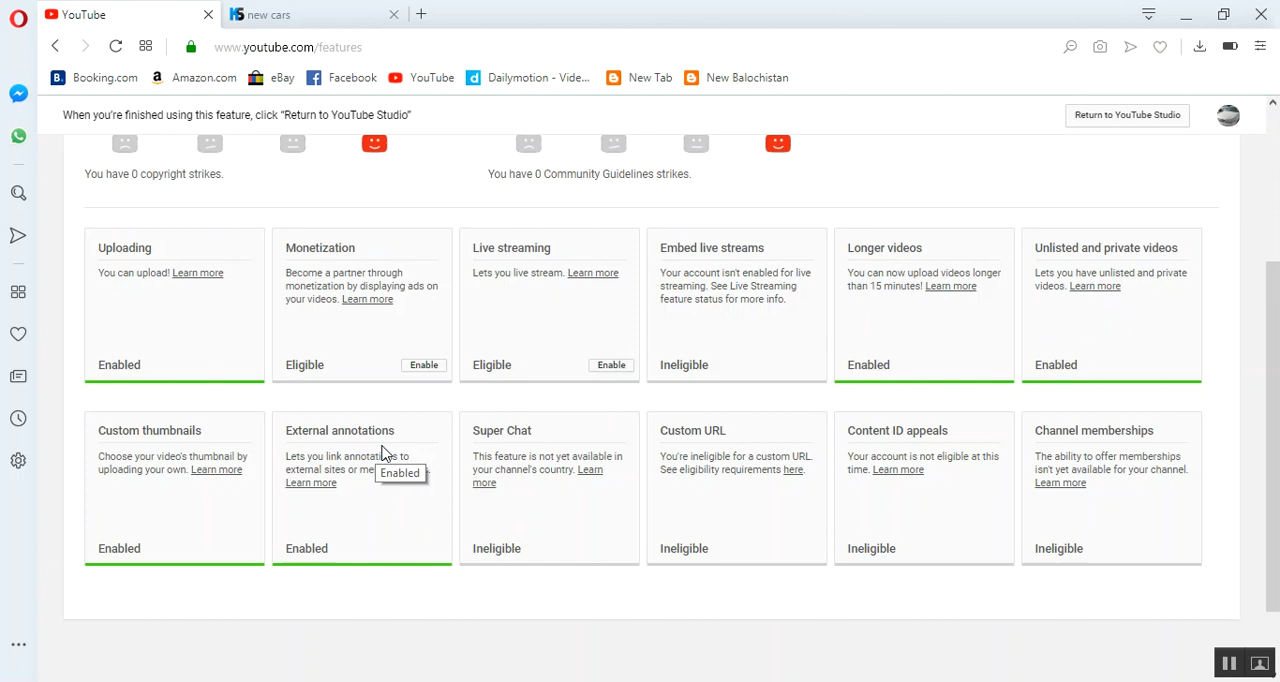 YouTube
new cars
www.youtube.com/features
B. Booking.com
a Amazon.com
eBay
Facebook
YouTube
d Dailymotion - Vide...
New Tab
New Balochistan
When you're finished using this feature, click "Return to YouTube Studio"
Return to YouTube Studio
You have 0 copyright strikes.
You have 0 Community Guidelines strikes.
Uploading
You can upload! Learn more
Enabled
Monetization
Become a partner through
monetization by displaying ads on
your videos. Learn more
Eligible
Enable
Live streaming
Lets you live stream. Learn more
Eligible
Enable
Embed live streams
Your account isn't enabled for live
streaming. See Live Streaming
feature status for more info.
Ineligible
Longer videos
You can now upload videos longer
than 15 minutes! Learn more
Enabled
Unlisted and private videos
Lets you have unlisted and private
videos. Learn more
Enabled
Custom thumbnails
Choose your video's thumbnail by
uploading your own. Learn more
Enabled
External annotations
Lets you link to
external sites or
Learn more
Enabled
Enabled
Super Chat
This feature is not yet available in
your channel's country. Learn
more
Ineligible
Custom URL
You're ineligible for a custom URL.
See eligibility requirements here.
Ineligible
Content ID appeals
Your account is not eligible at this
time. Learn more
Ineligible
Channel memberships
The ability to offer memberships
isn't yet available for your channel.
Learn more
Ineligible